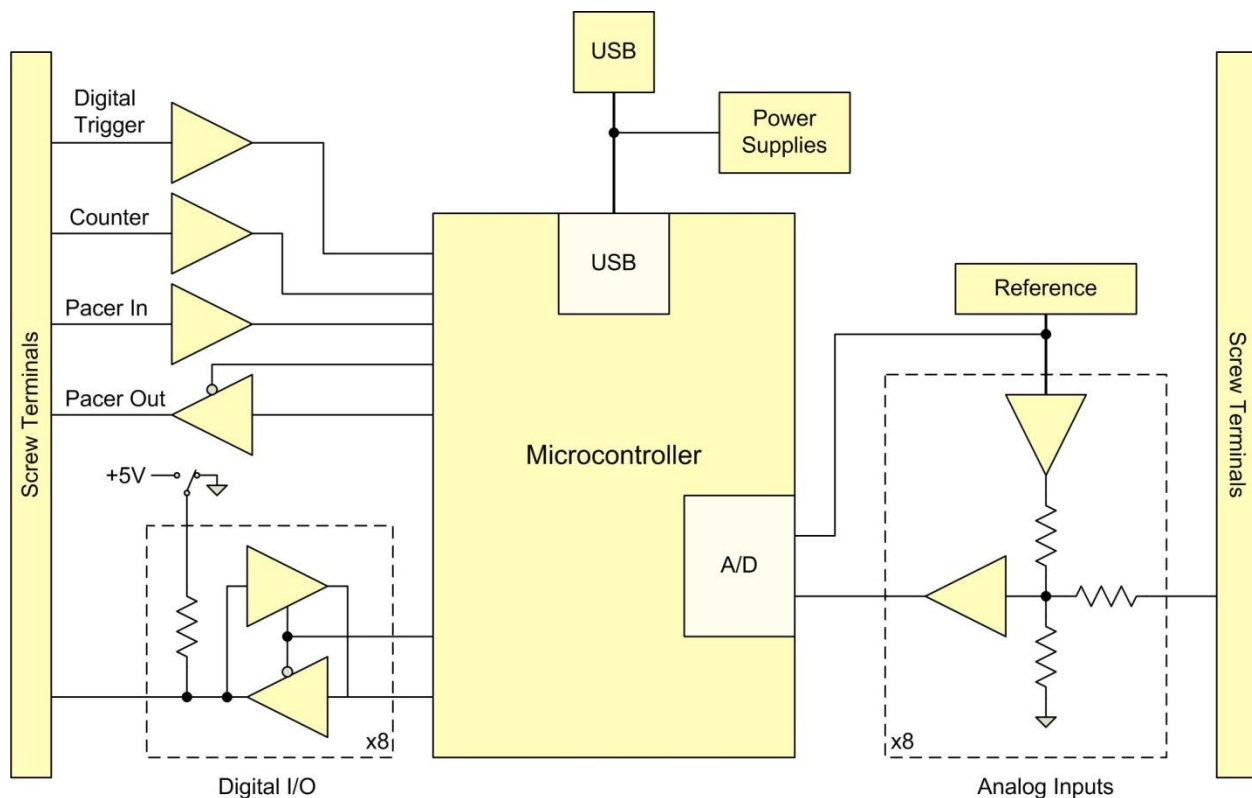 USB
Power
Supplies
Digital
Trigger
Counter
Pacer In
Pacer Out
Screw Terminals
+5V
x8
Digital I/O
USB
Microcontroller
A/D
Reference
x8
Analog Inputs
Screw Terminals